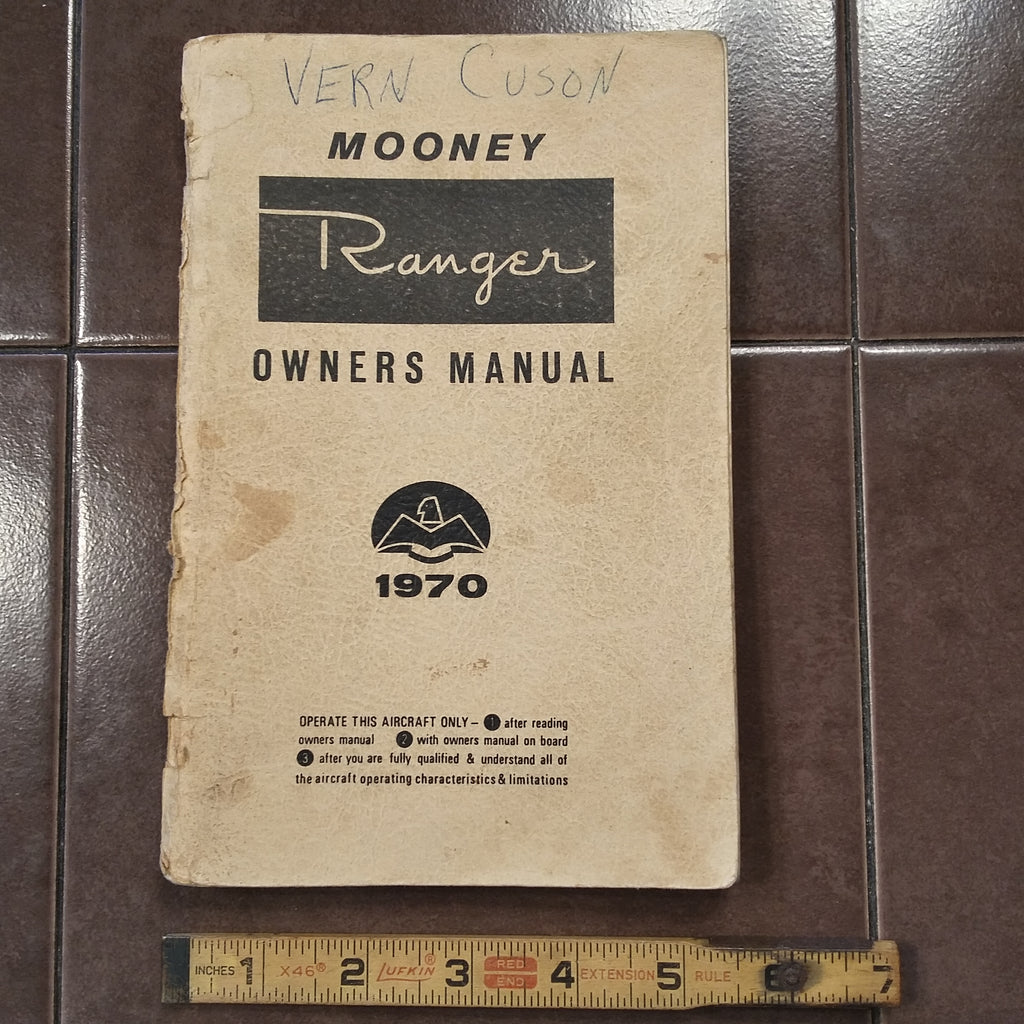 VERN CUSON
MOONEY
Ranger
OWNERS MANUAL
1970
OPERATE THIS AIRCRAFT ONLY – 1 after reading
owners manual 2 with owners manual on board
3 after you are fully qualified & understand all of
the aircraft operating characteristics & limitations
INCHES 1 X46® 2 LUFKIN® 3 RED END 4 EXTENSION 5 RULE 6 7